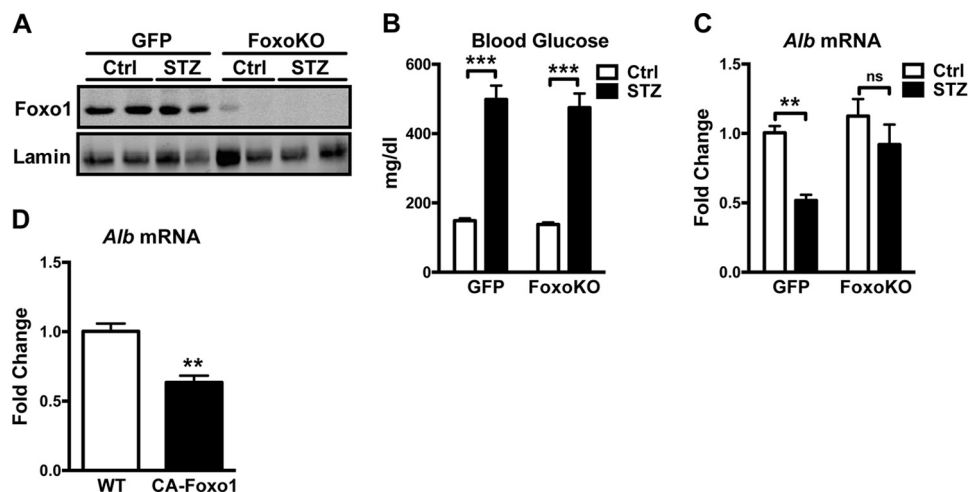 A
GFP FoxoKO
Ctrl STZ Ctrl STZ
Foxo1
Lamin
B
Blood Glucose
*** ***
Ctrl
STZ
mg/dl
600
400
200
0
GFP FoxoKO
C
Alb mRNA
ns
**
Ctrl
STZ
Fold Change
1.5
1.0
0.5
0.0
GFP FoxoKO
D
Alb mRNA
Fold Change
1.5
1.0
0.5
0.0
**
WT CA-Foxo1